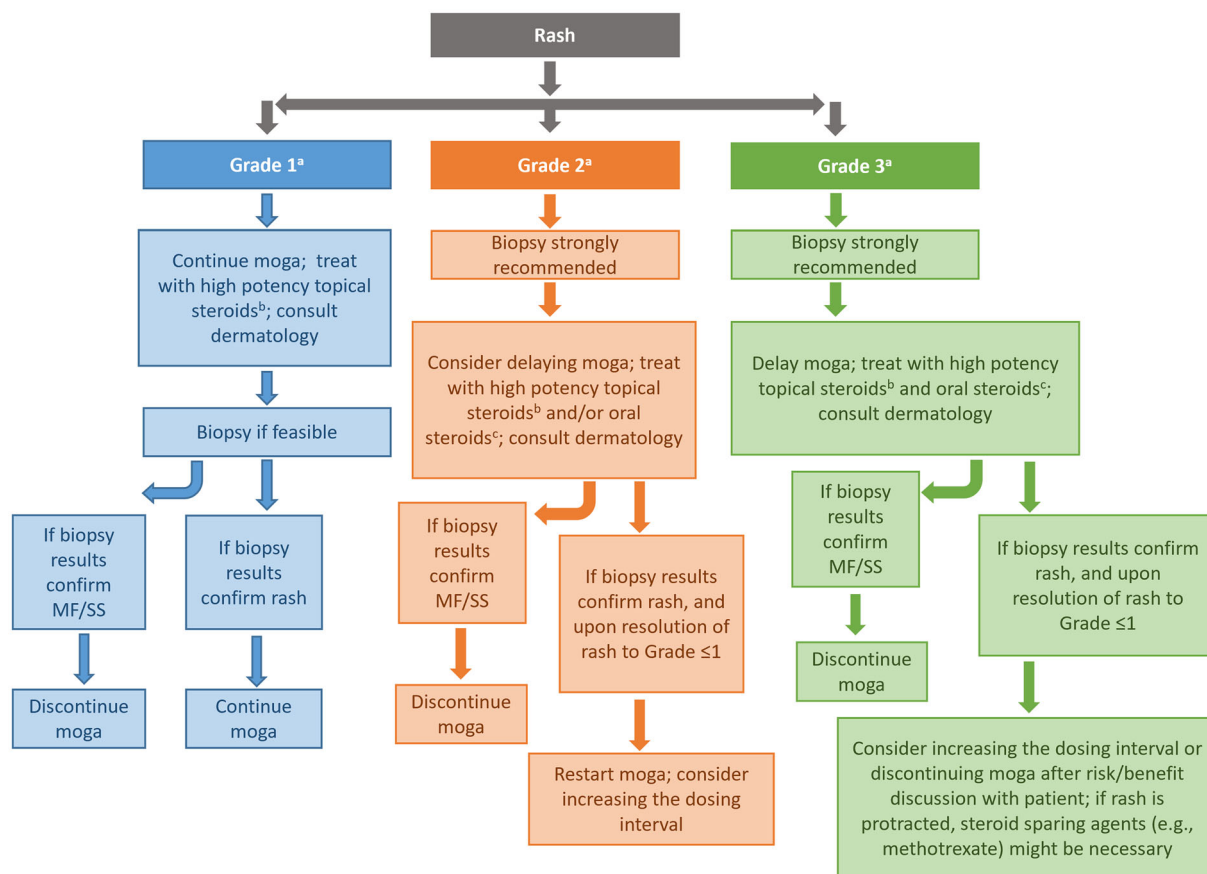 Rash
Grade 1ᵃ
Continue moga; treat
with high potency topical
steroidsᵇ; consult
dermatology
Biopsy if feasible
If biopsy
results
confirm
MF/SS
Discontinue
moga
If biopsy
results
confirm rash
Continue
moga
Grade 2ᵃ
Biopsy strongly
recommended
Consider delaying moga; treat
with high potency topical
steroidsᵇ and/or oral
steroidsᶜ; consult dermatology
If biopsy
results
confirm
MF/SS
Discontinue
moga
If biopsy results
confirm rash, and
upon resolution of
rash to Grade ≤1
Restart moga; consider
increasing the dosing
interval
Grade 3ᵃ
Biopsy strongly
recommended
Delay moga; treat with high potency
topical steroidsᵇ and oral steroidsᶜ;
consult dermatology
If biopsy
results
confirm
MF/SS
Discontinue
moga
If biopsy results confirm
rash, and upon
resolution of rash to
Grade ≤1
Consider increasing the dosing interval or
discontinuing moga after risk/benefit
discussion with patient; if rash is
protracted, steroid sparing agents (e.g.,
methotrexate) might be necessary